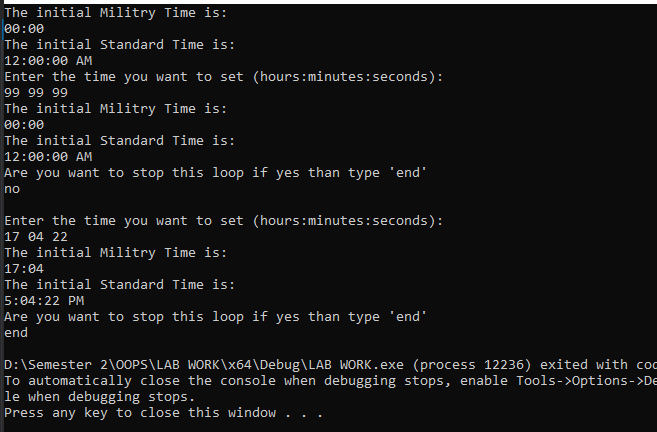 The initial Militry Time is:
00:00
The initial Standard Time is:
12:00:00 AM
Enter the time you want to set (hours:minutes:seconds):
99 99 99
The initial Militry Time is:
00:00
The initial Standard Time is:
12:00:00 AM
Are you want to stop this loop if yes than type 'end'
no
Enter the time you want to set (hours:minutes:seconds):
17 04 22
The initial Militry Time is:
17:04
The initial Standard Time is:
5:04:22 PM
Are you want to stop this loop if yes than type 'end'
end
D:\Semester 2\OOPS\LAB WORK\x64\Debug\LAB WORK.exe (process 12236) exited with cod
To automatically close the console when debugging stops, enable Tools->Options->De
le when debugging stops.
Press any key to close this window . . .